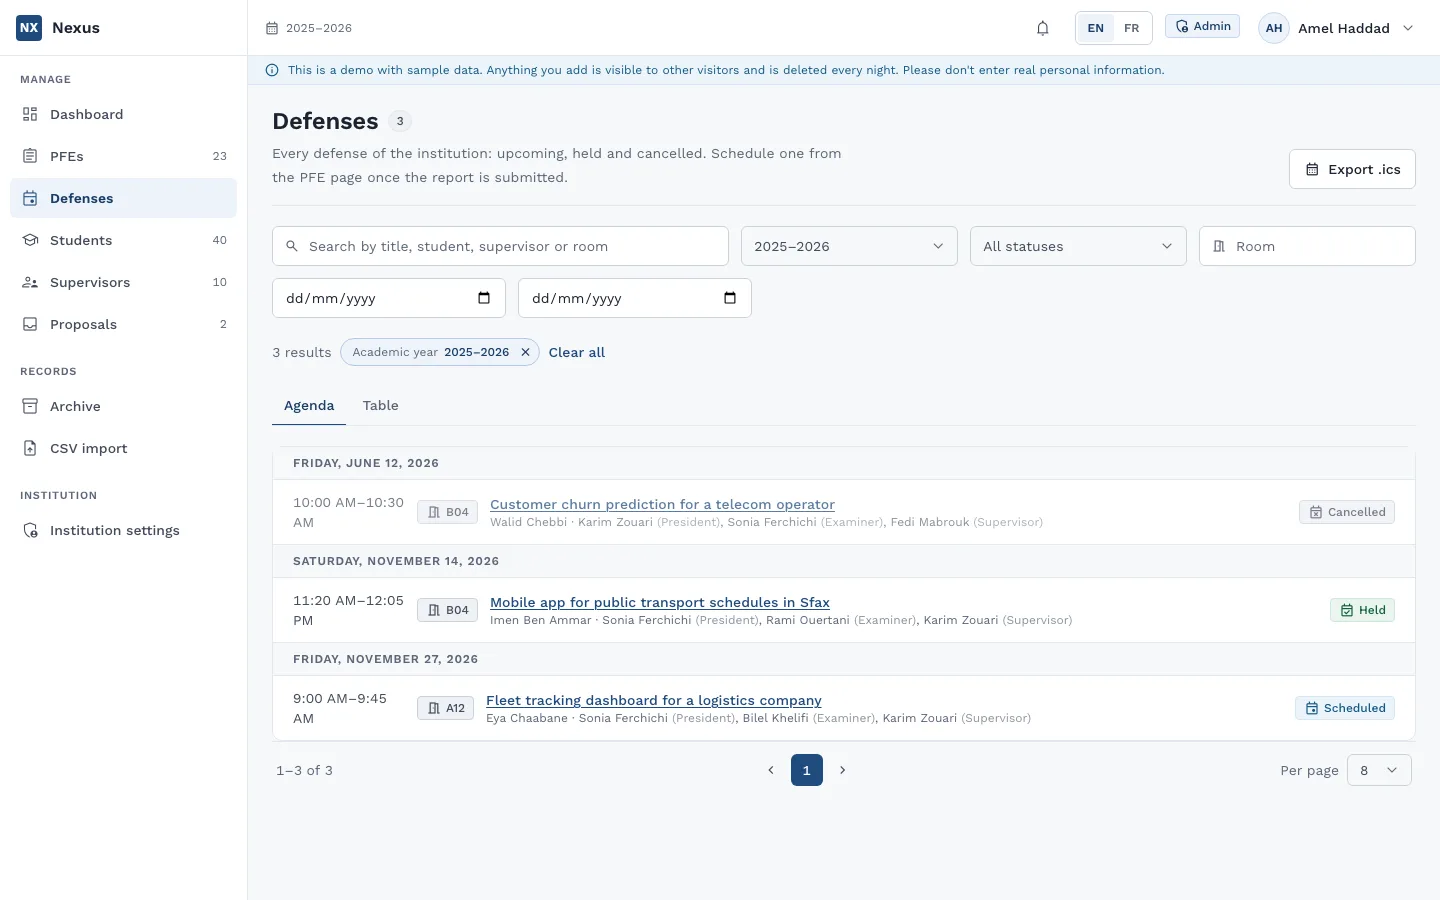 NX Nexus
2025–2026
EN FR
Admin
AH Amel Haddad
This is a demo with sample data. Anything you add is visible to other visitors and is deleted every night. Please don't enter real personal information.
MANAGE
Dashboard
PFEs 23
Defenses
Students 40
Supervisors 10
Proposals 2
RECORDS
Archive
CSV import
INSTITUTION
Institution settings
Defenses 3
Every defense of the institution: upcoming, held and cancelled. Schedule one from
the PFE page once the report is submitted.
Export .ics
Search by title, student, supervisor or room
2025–2026
All statuses
Room
dd/mm/yyyy
dd/mm/yyyy
3 results
Academic year 2025–2026
Clear all
Agenda Table
FRIDAY, JUNE 12, 2026
10:00 AM–10:30
AM
B04
Customer churn prediction for a telecom operator
Walid Chebbi · Karim Zouari (President), Sonia Ferchichi (Examiner), Fedi Mabrouk (Supervisor)
Cancelled
SATURDAY, NOVEMBER 14, 2026
11:20 AM–12:05
PM
B04
Mobile app for public transport schedules in Sfax
Imen Ben Ammar · Sonia Ferchichi (President), Rami Ouertani (Examiner), Karim Zouari (Supervisor)
Held
FRIDAY, NOVEMBER 27, 2026
9:00 AM–9:45
AM
A12
Fleet tracking dashboard for a logistics company
Eya Chaabane · Sonia Ferchichi (President), Bilel Khelifi (Examiner), Karim Zouari (Supervisor)
Scheduled
1–3 of 3
1
Per page 8